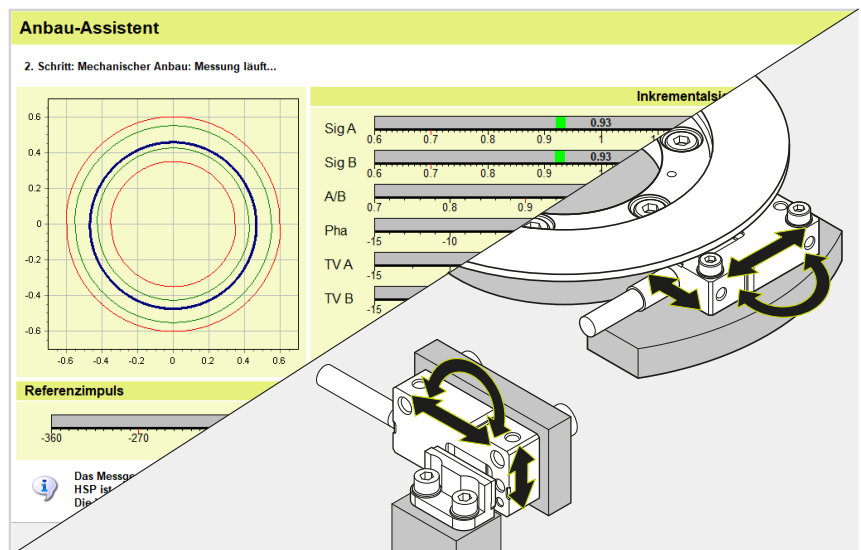 Anbau-Assistent
2. Schritt: Mechanischer Anbau: Messung läuft...
0.6
0.4
0.2
0
-0.2
-0.4
-0.6
-0.6 -0.4 -0.2 0 0.2 0.4 0.6
Sig A 0.93
0.6 0.7 0.8 0.9 1
Sig B 0.93
0.6 0.7 0.8 0.9 1
A/B
0.7 0.8 0.9
Pha
-15 -10
TV A
-15
TV B
-15
Referenzimpuls
-360 -270
Das
HSP ist
Die